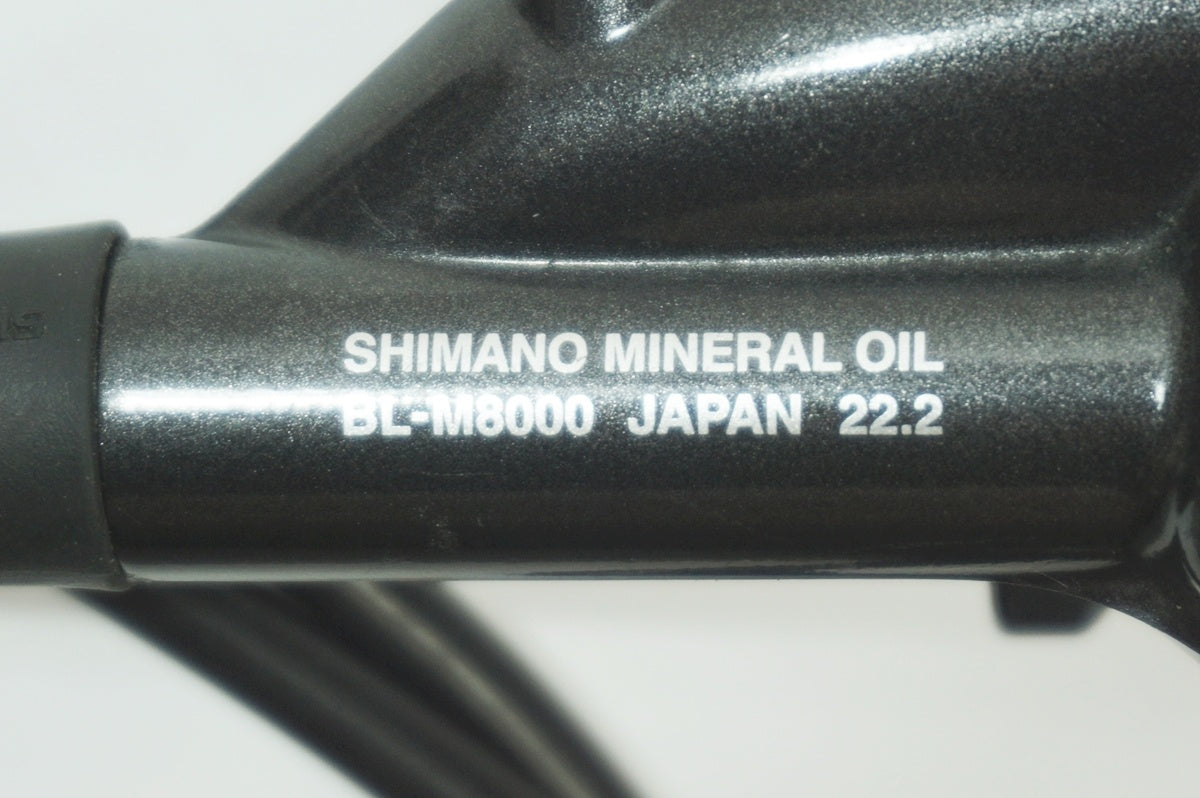 SHIMANO MINERAL OIL
BL-M8000 JAPAN 22.2